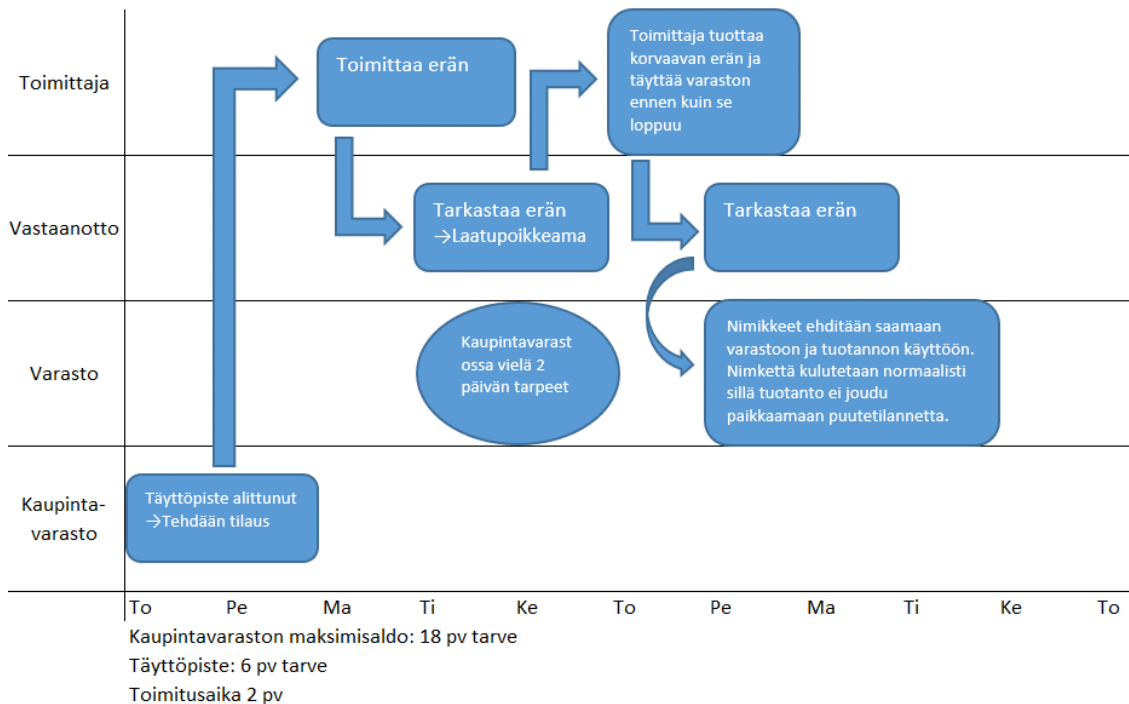 Toimittaja
Toimittaa erän
Toimittaja tuottaa
korvaavan erän ja
täyttää varaston
ennen kuin se
loppuu
Vastaanotto
Tarkastaa erän
→Laatupoikkeama
Tarkastaa erän
Varasto
Kaupintavarast
ossa vielä 2
päivän tarpeet
Nimikkeet ehditään saamaan
varastoon ja tuotannon käyttöön.
Nimkettä kulutetaan normaalisti
sillä tuotanto ei joudu
paikkaamaan puutetilannetta.
Kaupinta-
varasto
Täyttöpiste alittunut
→Tehdään tilaus
To Pe Ma Ti Ke To Pe Ma Ti Ke To
Kaupintavaraston maksimisaldo: 18 pv tarve
Täyttöpiste: 6 pv tarve
Toimitusaika 2 pv